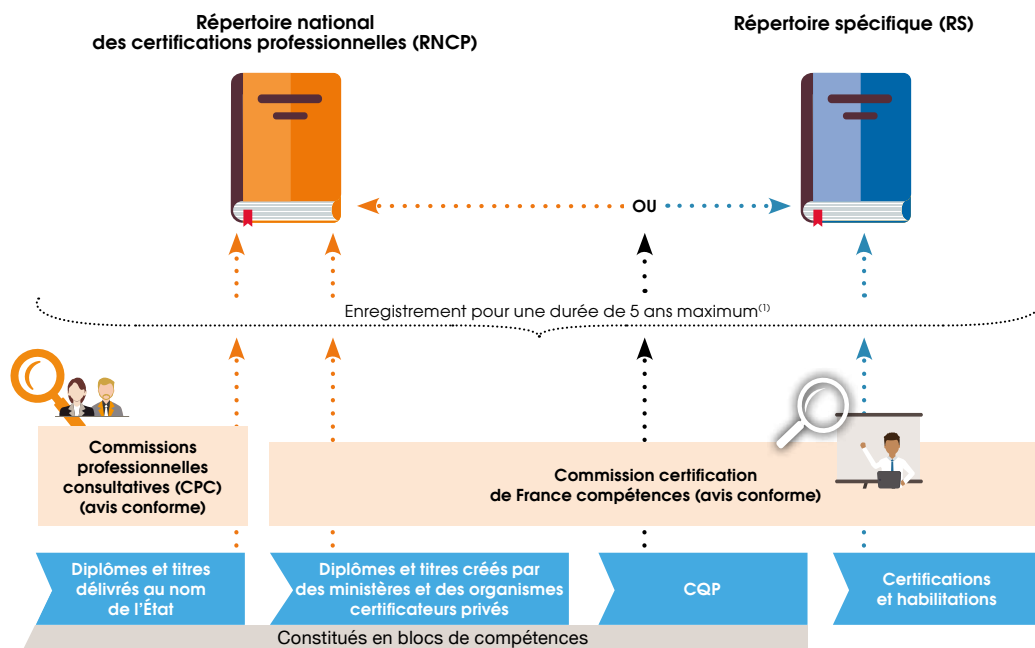 Répertoire national
des certifications professionnelles (RNCP)
Répertoire spécifique (RS)
OU
Enregistrement pour une durée de 5 ans maximum(1)
Commissions
professionnelles
consultatives (CPC)
(avis conforme)
Commission certification
de France compétences (avis conforme)
Diplômes et titres
délivrés au nom
de l'État
Diplômes et titres créés par
des ministères et des organismes
certificateurs privés
CQP
Certifications
et habilitations
Constitués en blocs de compétences